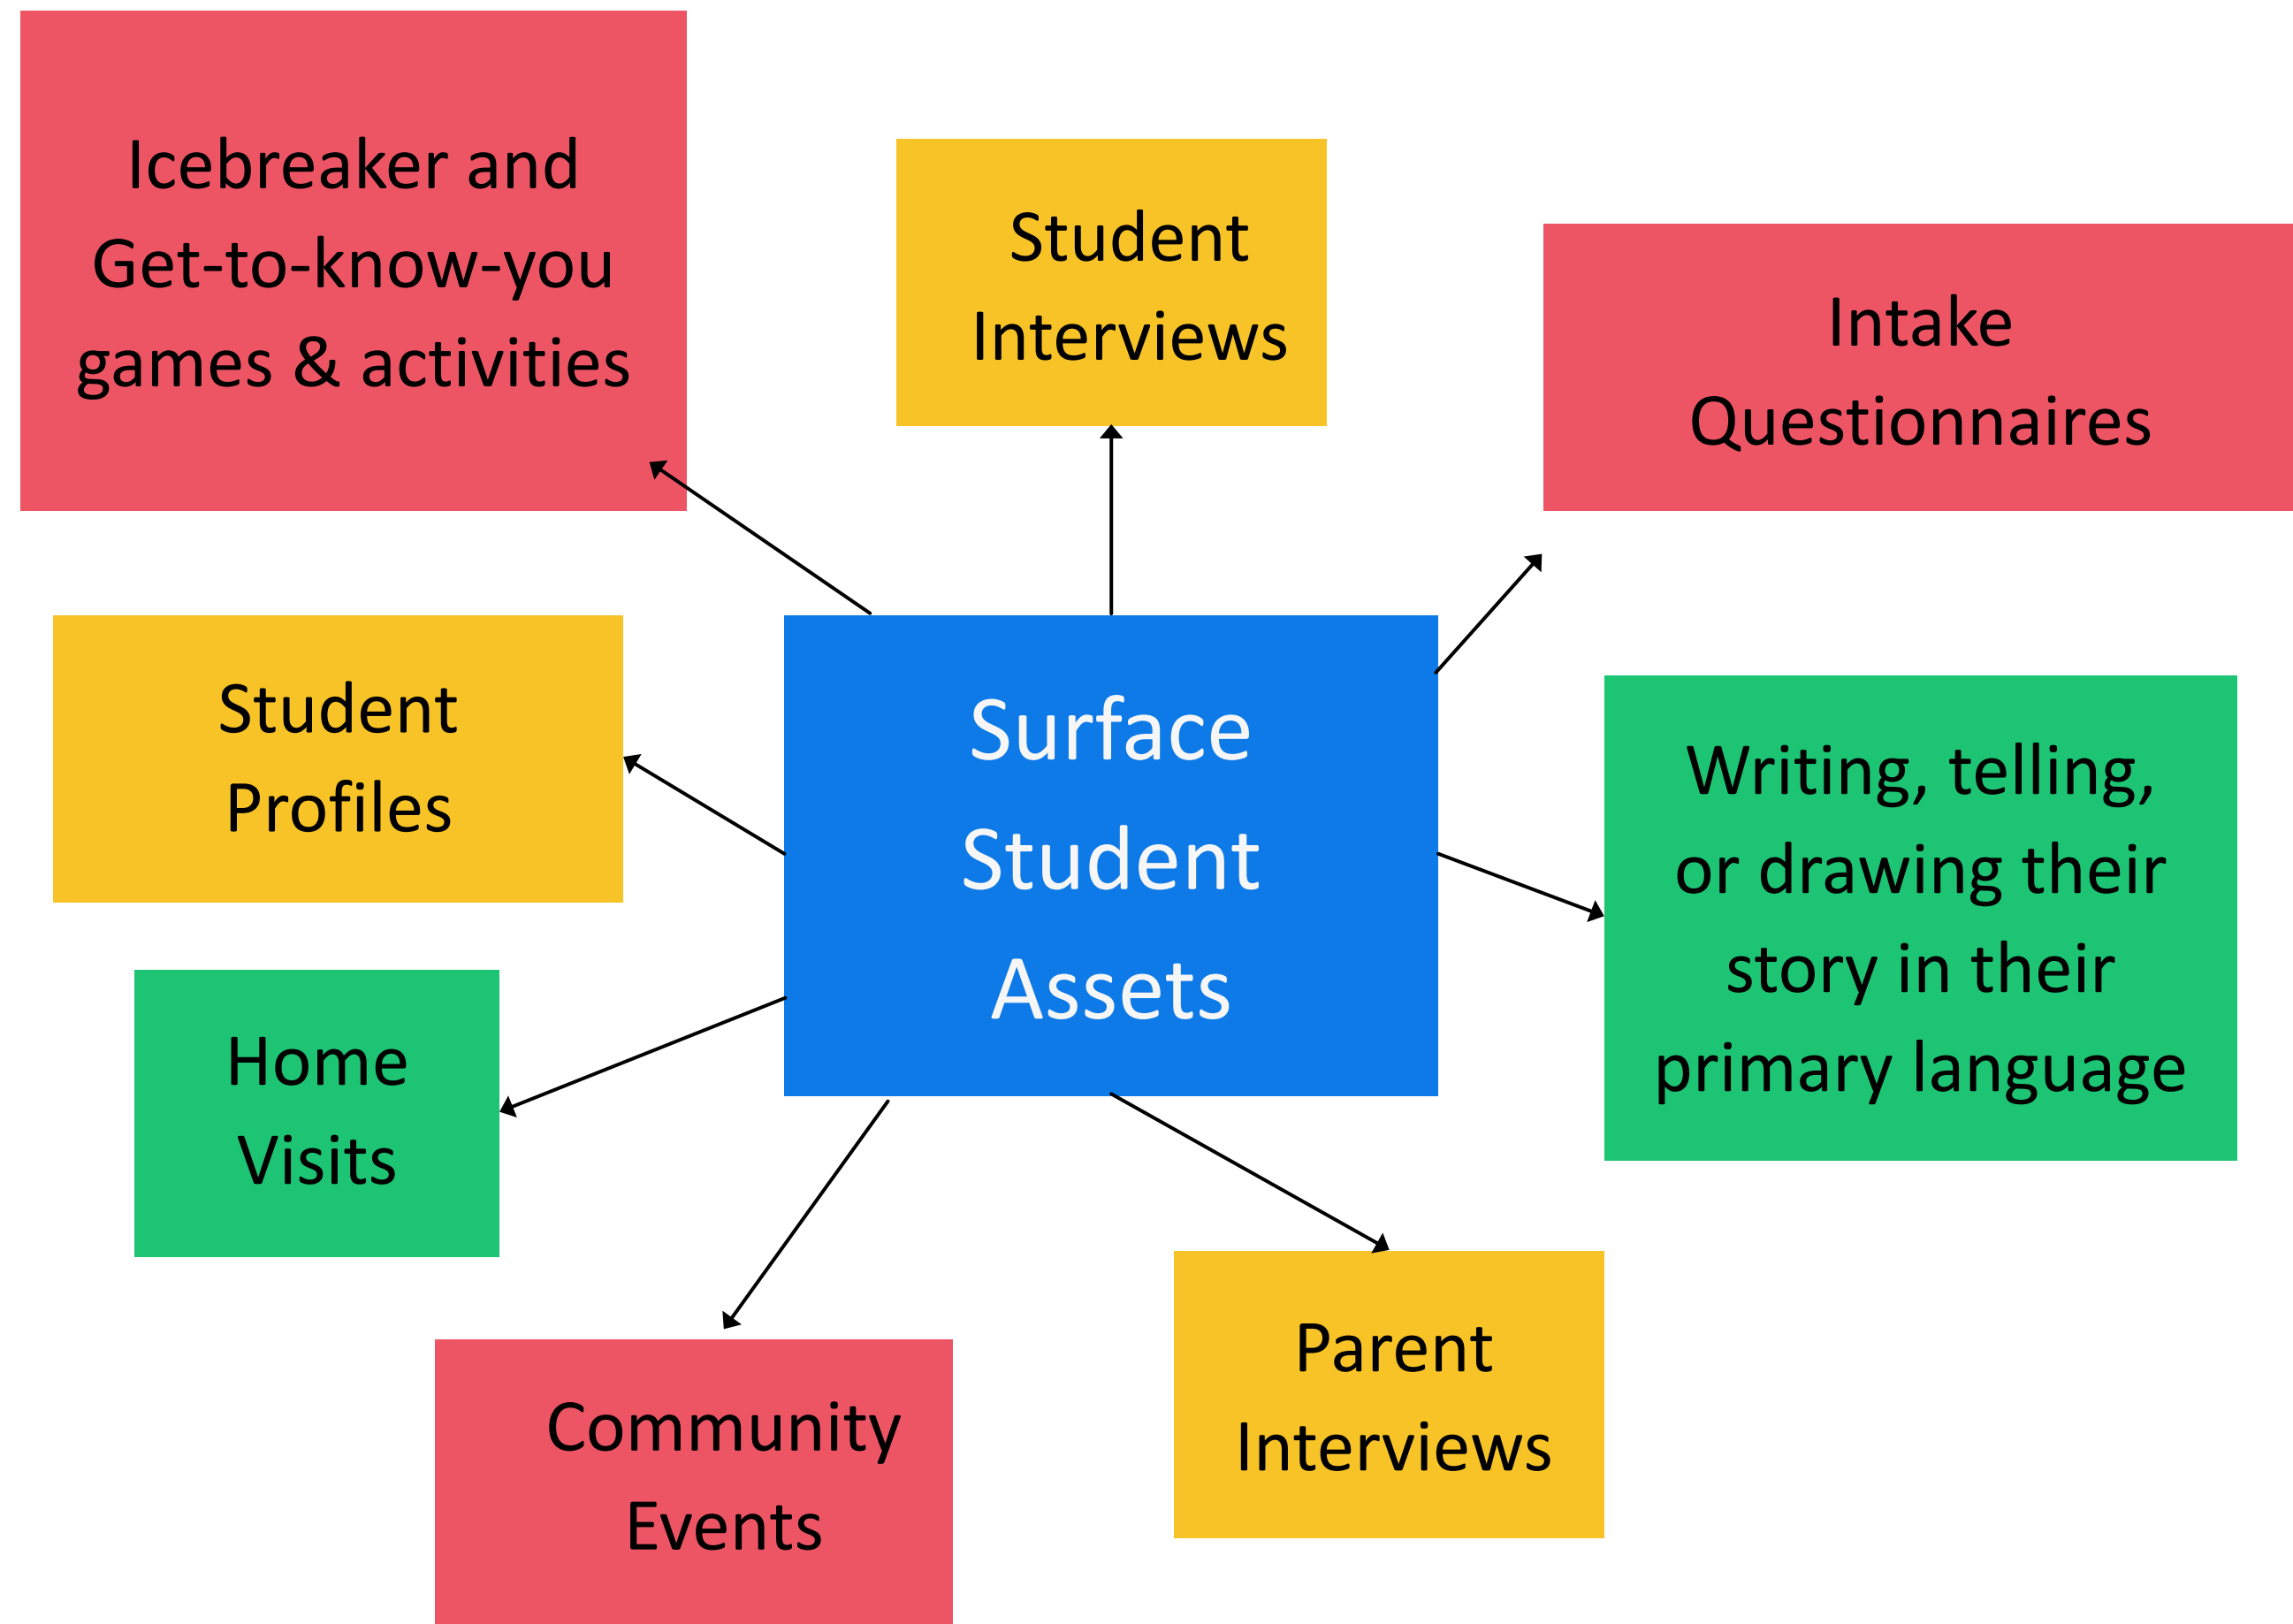 Icebreaker and
Get-to-know-you
games & activities
Student
Interviews
Intake
Questionnaires
Student
Profiles
Surface
Student
Assets
Writing, telling,
or drawing their
story in their
primary language
Home
Visits
Community
Events
Parent
Interviews